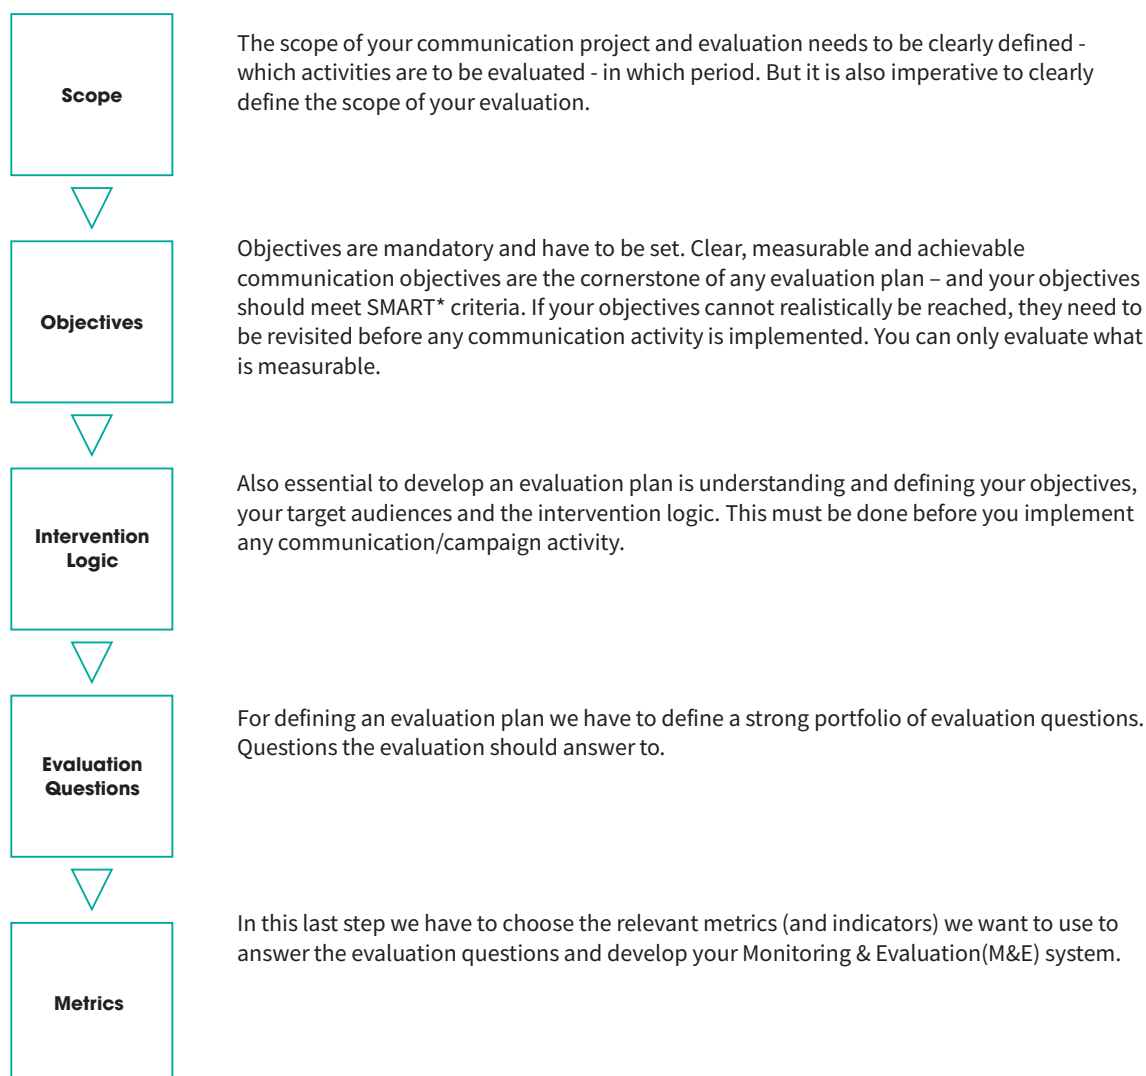 Scope
The scope of your communication project and evaluation needs to be clearly defined -
which activities are to be evaluated - in which period. But it is also imperative to clearly
define the scope of your evaluation.
Objectives
Objectives are mandatory and have to be set. Clear, measurable and achievable
communication objectives are the cornerstone of any evaluation plan – and your objectives
should meet SMART* criteria. If your objectives cannot realistically be reached, they need to
be revisited before any communication activity is implemented. You can only evaluate what
is measurable.
Intervention
Logic
Also essential to develop an evaluation plan is understanding and defining your objectives,
your target audiences and the intervention logic. This must be done before you implement
any communication/campaign activity.
Evaluation
Questions
For defining an evaluation plan we have to define a strong portfolio of evaluation questions.
Questions the evaluation should answer to.
Metrics
In this last step we have to choose the relevant metrics (and indicators) we want to use to
answer the evaluation questions and develop your Monitoring & Evaluation(M&E) system.